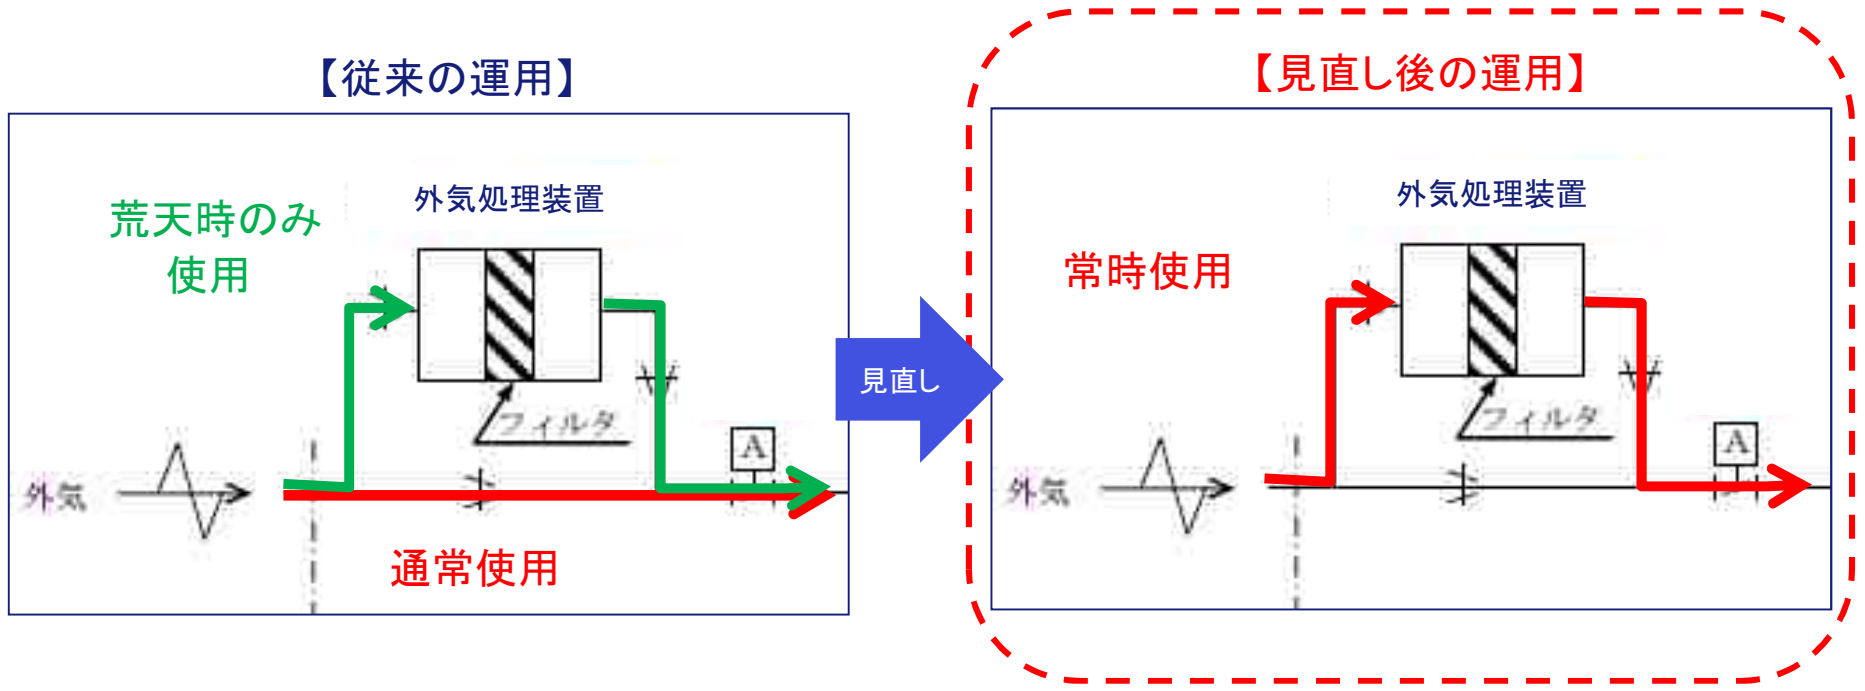 【従来の運用】
外気処理装置
荒天時のみ
使用
フィルタ
A
外気
通常使用
見直し
【見直し後の運用】
外気処理装置
常時使用
フィルタ
A
外気